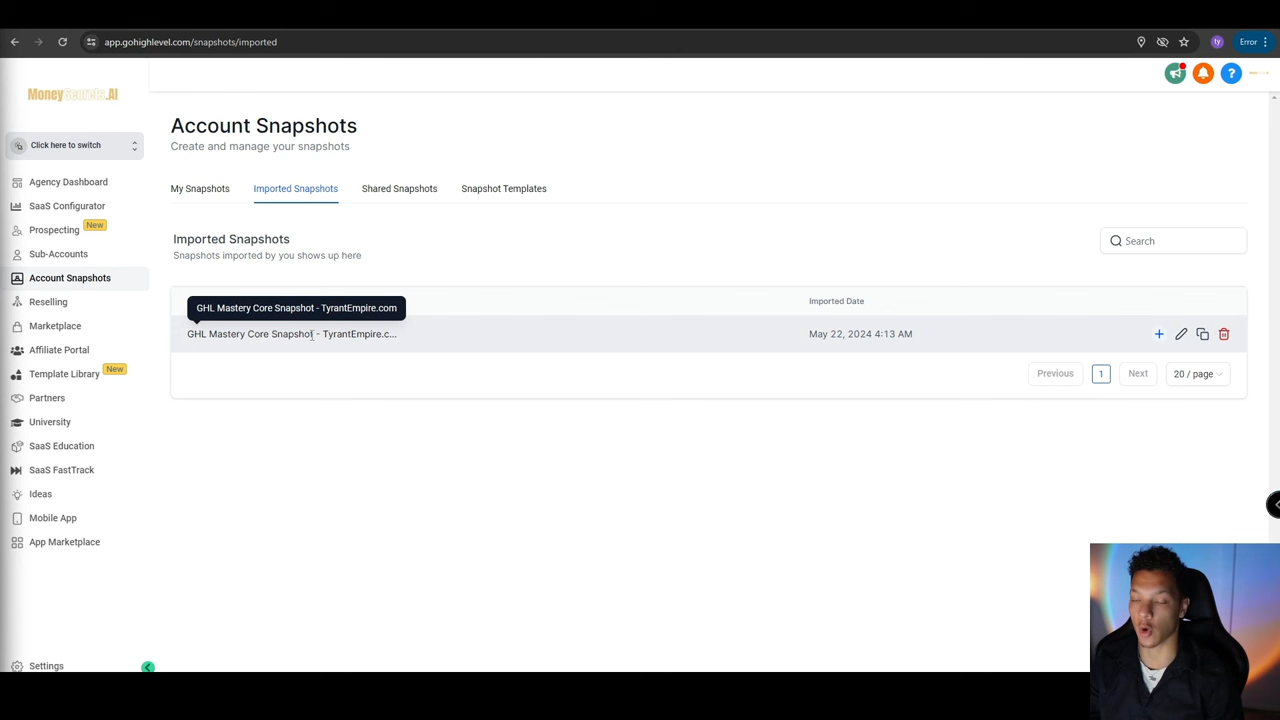 app.gohighlevel.com/snapshots/imported
ty
Error
MoneySecrets.AI
Click here to switch
Agency Dashboard
SaaS Configurator
Prospecting New
Sub-Accounts
Account Snapshots
Reselling
Marketplace
Affiliate Portal
Template Library New
Partners
University
SaaS Education
SaaS FastTrack
Ideas
Mobile App
App Marketplace
Settings
Account Snapshots
Create and manage your snapshots
My Snapshots Imported Snapshots Shared Snapshots Snapshot Templates
Imported Snapshots
Snapshots imported by you shows up here
Search
Imported Date
GHL Mastery Core Snapshot - TyrantEmpire.com
GHL Mastery Core Snapshot - TyrantEmpire.c...
May 22, 2024 4:13 AM
Previous 1 Next 20 / page